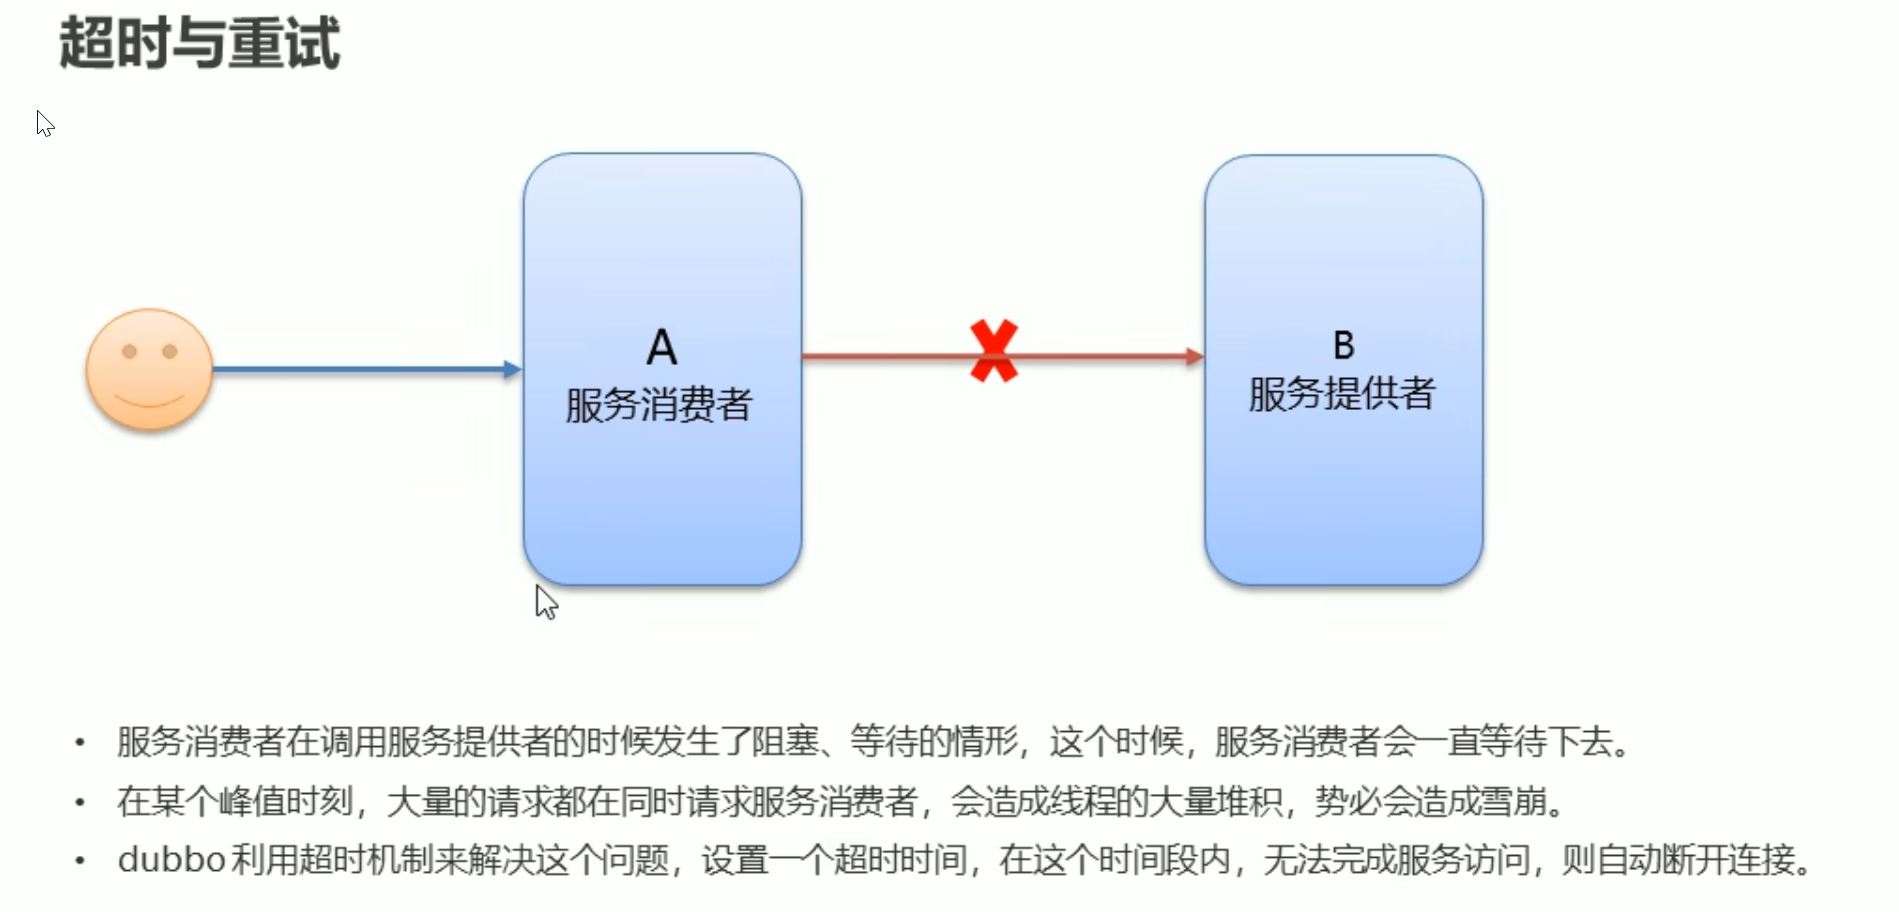 超时与重试
A
服务消费者
B
服务提供者
• 服务消费者在调用服务提供者的时候发生了阻塞、等待的情形，这个时候，服务消费者会一直等待下去。
• 在某个峰值时刻，大量的请求都在同时请求服务消费者，会造成线程的大量堆积，势必会造成雪崩。
• dubbo利用超时机制来解决这个问题，设置一个超时时间，在这个时间段内，无法完成服务访问，则自动断开连接。